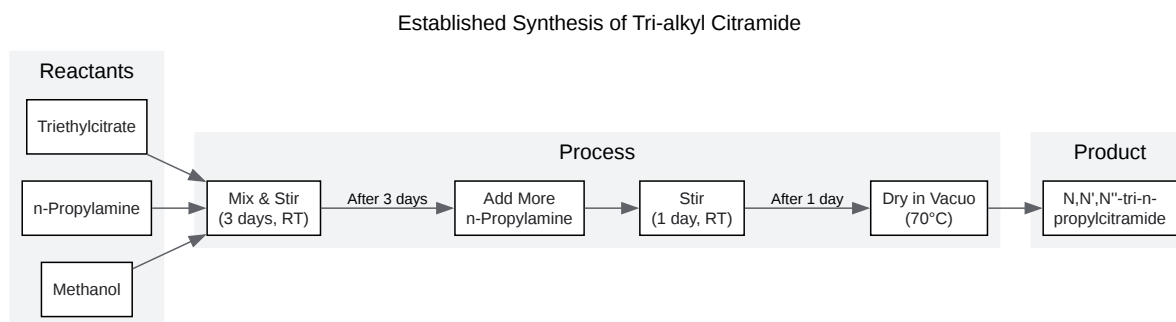 Established Synthesis of Tri-alkyl Citramide
Reactants
Triethylcitrate
n-Propylamine
Methanol
Process
Mix & Stir
(3 days, RT)
After 3 days
Add More
n-Propylamine
Stir
(1 day, RT)
After 1 day
Dry in Vacuo
(70°C)
Product
N,N',N''-tri-n-
propylcitramide